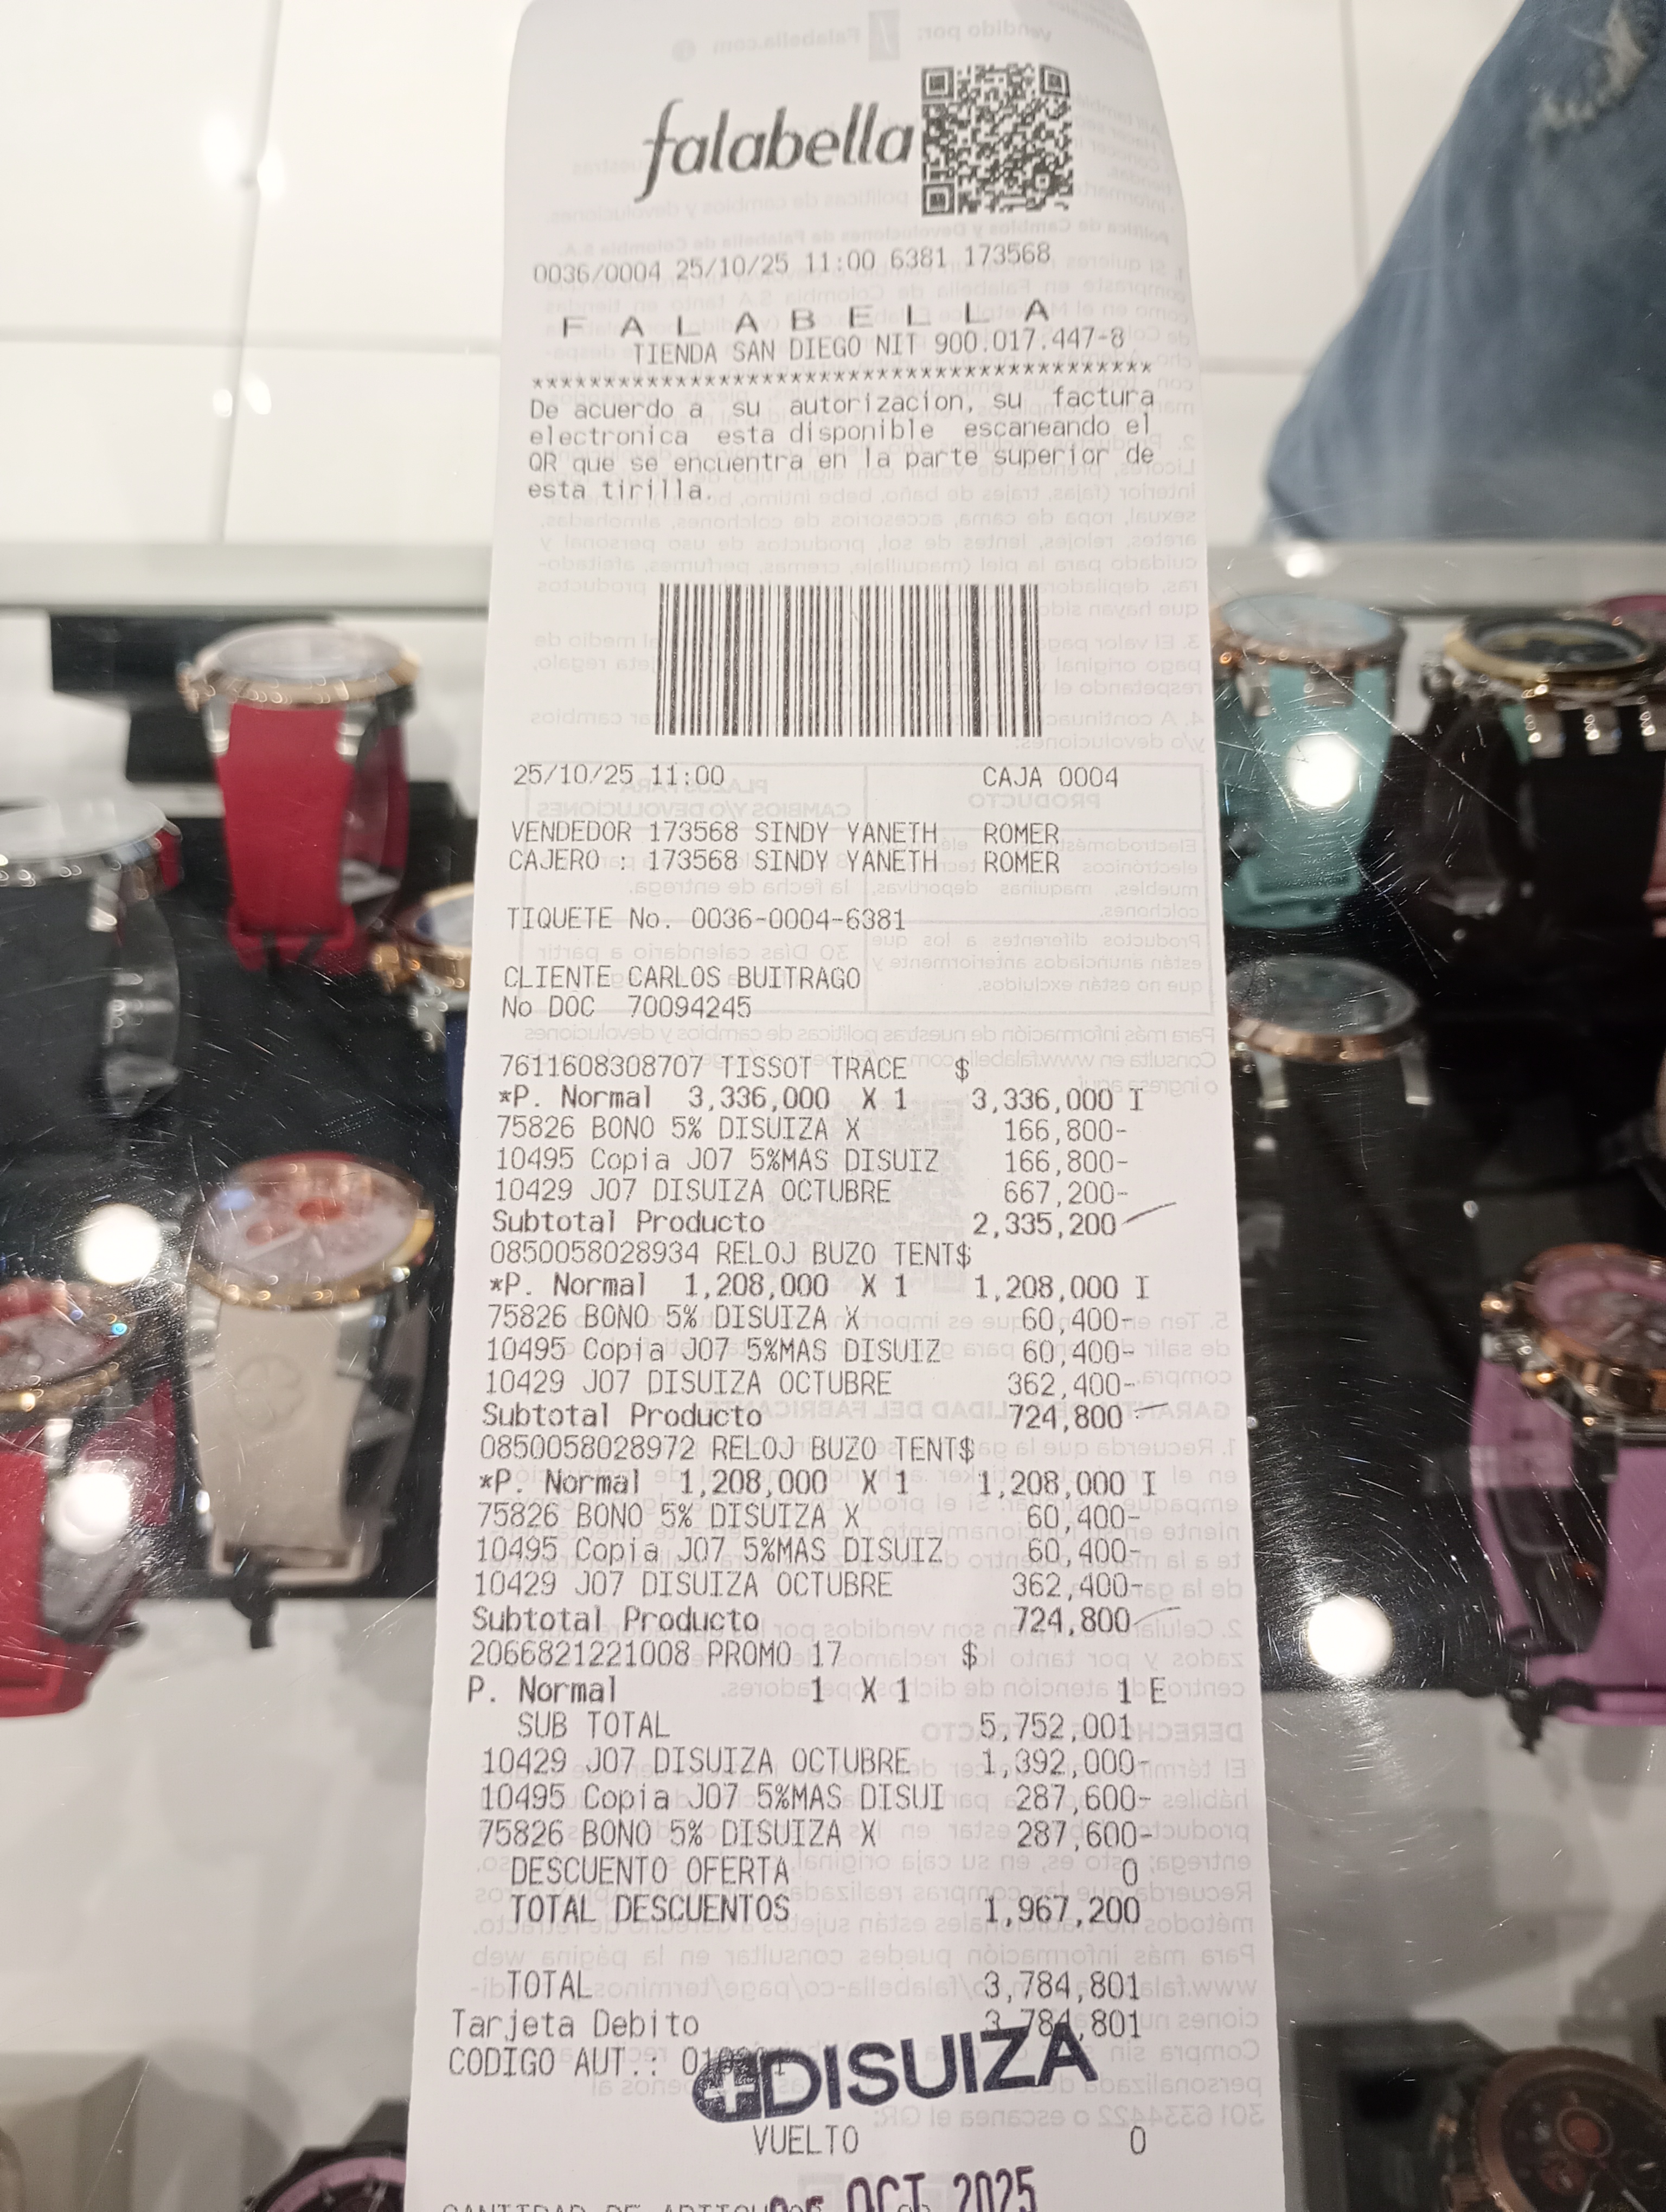 falabella
0036/0004 25/10/25 11:00 6381 173568
F A L A B E L L A
TIENDA SAN DIEGO NIT 900.017.447-8
*******************************************
De acuerdo a su autorizacion, su factura
electronica esta disponible escaneando el
QR que se encuentra en la parte superior de
esta tirilla.
25/10/25 11:00 CAJA 0004
VENDEDOR 173568 SINDY YANETH ROMER
CAJERO : 173568 SINDY YANETH ROMER
TIQUETE No. 0036-0004-6381
CLIENTE CARLOS BUITRAGO
No DOC 70094245
7611608308707 TISSOT TRACE $
*P. Normal 3,336,000 X 1 3,336,000 I
75826 BONO 5% DISUIZA X 166,800-
10495 Copia J07 5%MAS DISUIZ 166,800-
10429 J07 DISUIZA OCTUBRE 667,200-
Subtotal Producto 2,335,200
0850058028934 RELOJ BUZO TENT$
*P. Normal 1,208,000 X 1 1,208,000 I
75826 BONO 5% DISUIZA X 60,400-
10495 Copia J07 5%MAS DISUIZ 60,400-
10429 J07 DISUIZA OCTUBRE 362,400-
Subtotal Producto 724,800
0850058028972 RELOJ BUZO TENT$
*P. Normal 1,208,000 X 1 1,208,000 I
75826 BONO 5% DISUIZA X 60,400-
10495 Copia J07 5%MAS DISUIZ 60,400-
10429 J07 DISUIZA OCTUBRE 362,400-
Subtotal Producto 724,800
2066821221008 PROMO 17 $
P. Normal 1 X 1 1 E
SUB TOTAL 5,752,001
10429 J07 DISUIZA OCTUBRE 1,392,000-
10495 Copia J07 5%MAS DISUI 287,600-
75826 BONO 5% DISUIZA X 287,600-
DESCUENTO OFERTA 0
TOTAL DESCUENTOS 1,967,200
TOTAL 3,784,801
Tarjeta Debito 3,784,801
CODIGO AUT.:
DISUIZA
VUELTO 0
OCT 2025